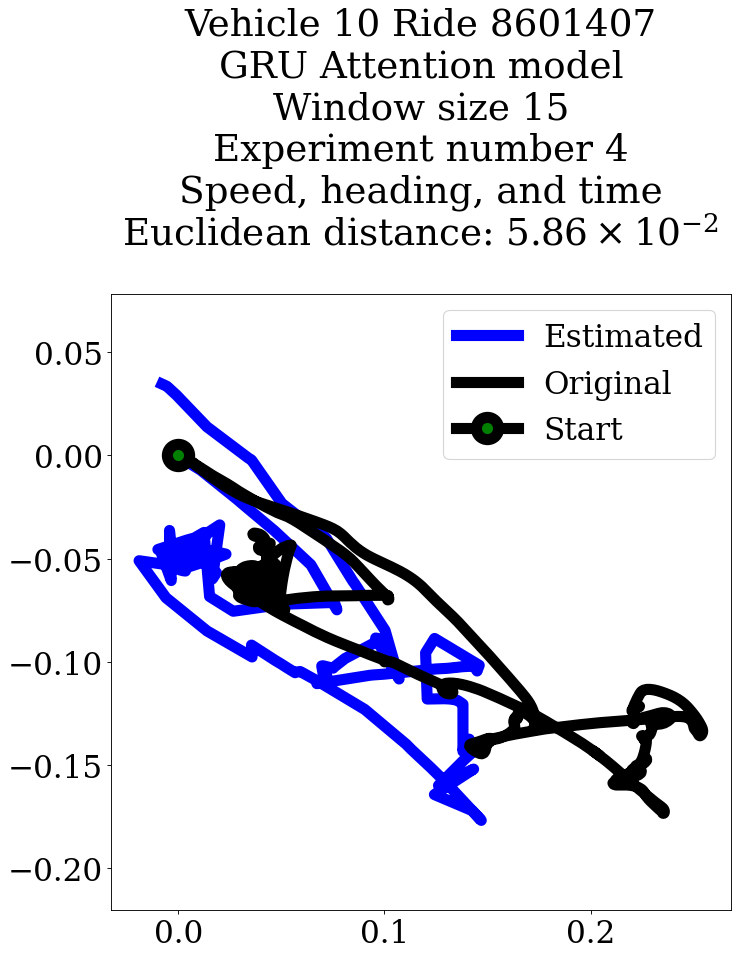 Vehicle 10 Ride 8601407
GRU Attention model
Window size 15
Experiment number 4
Speed, heading, and time
Euclidean distance: 5.86 × 10⁻²
Estimated
Original
Start
0.05
0.00
−0.05
−0.10
−0.15
−0.20
0.0 0.1 0.2